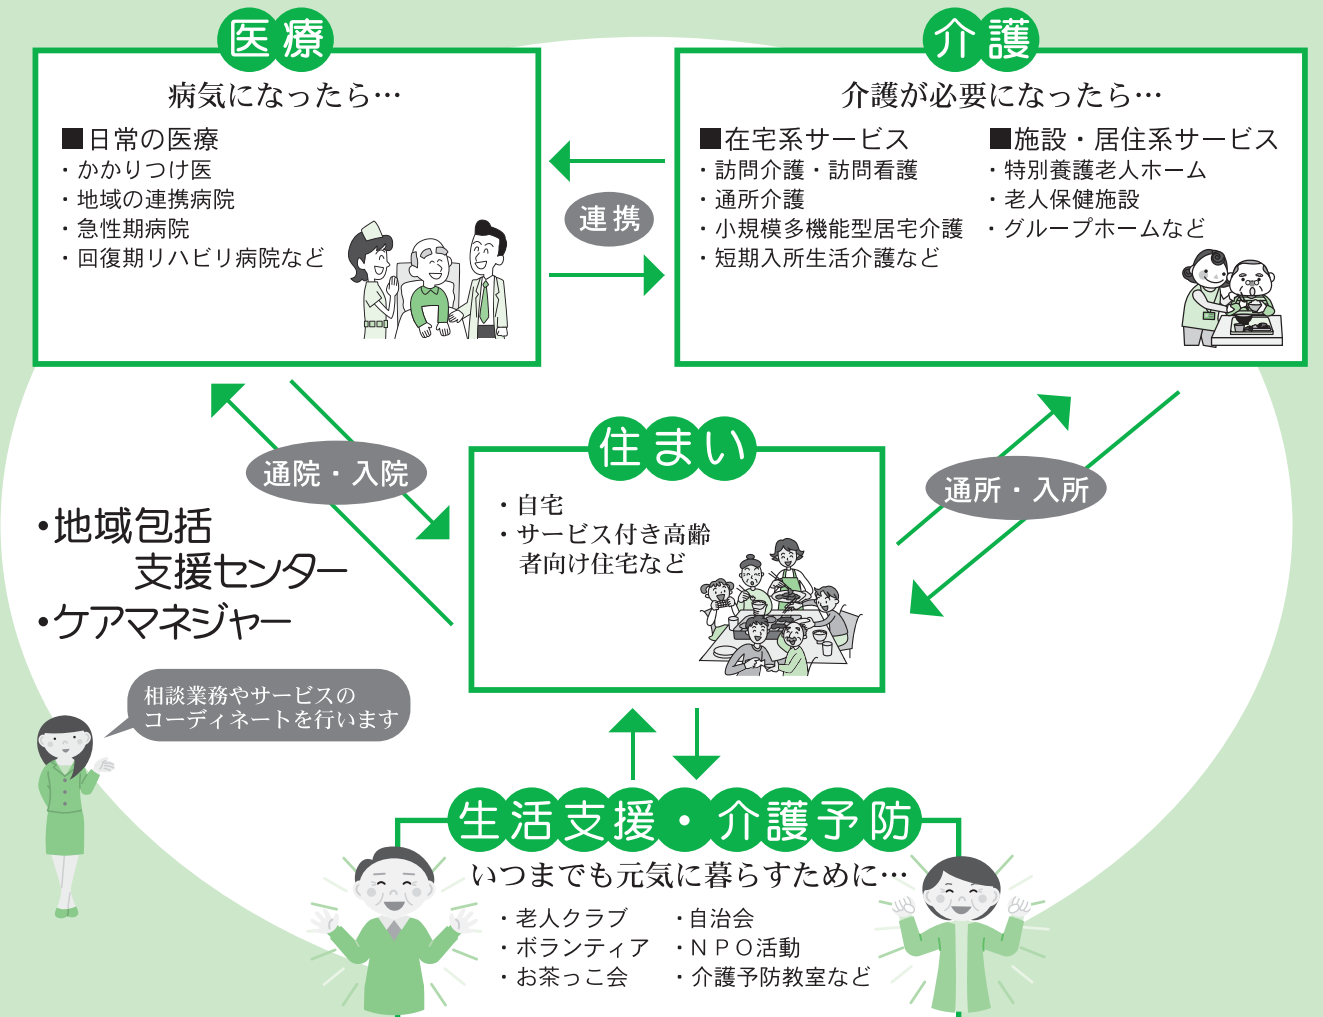 医療
病気になったら…
■日常の医療
・かかりつけ医
・地域の連携病院
・急性期病院
・回復期リハビリ病院など
連携
介護
介護が必要になったら…
■在宅系サービス
・訪問介護・訪問看護
・通所介護
・小規模多機能型居宅介護
・短期入所生活介護など
■施設・居住系サービス
・特別養護老人ホーム
・老人保健施設
・グループホームなど
通院・入院
住まい
・自宅
・サービス付き高齢
者向け住宅など
通所・入所
・地域包括
支援センター
・ケアマネジャー
相談業務やサービスの
コーディネートを行います
生活支援・介護予防
いつまでも元気に暮らすために…
・老人クラブ
・ボランティア
・お茶っこ会
・自治会
・ＮＰＯ活動
・介護予防教室など